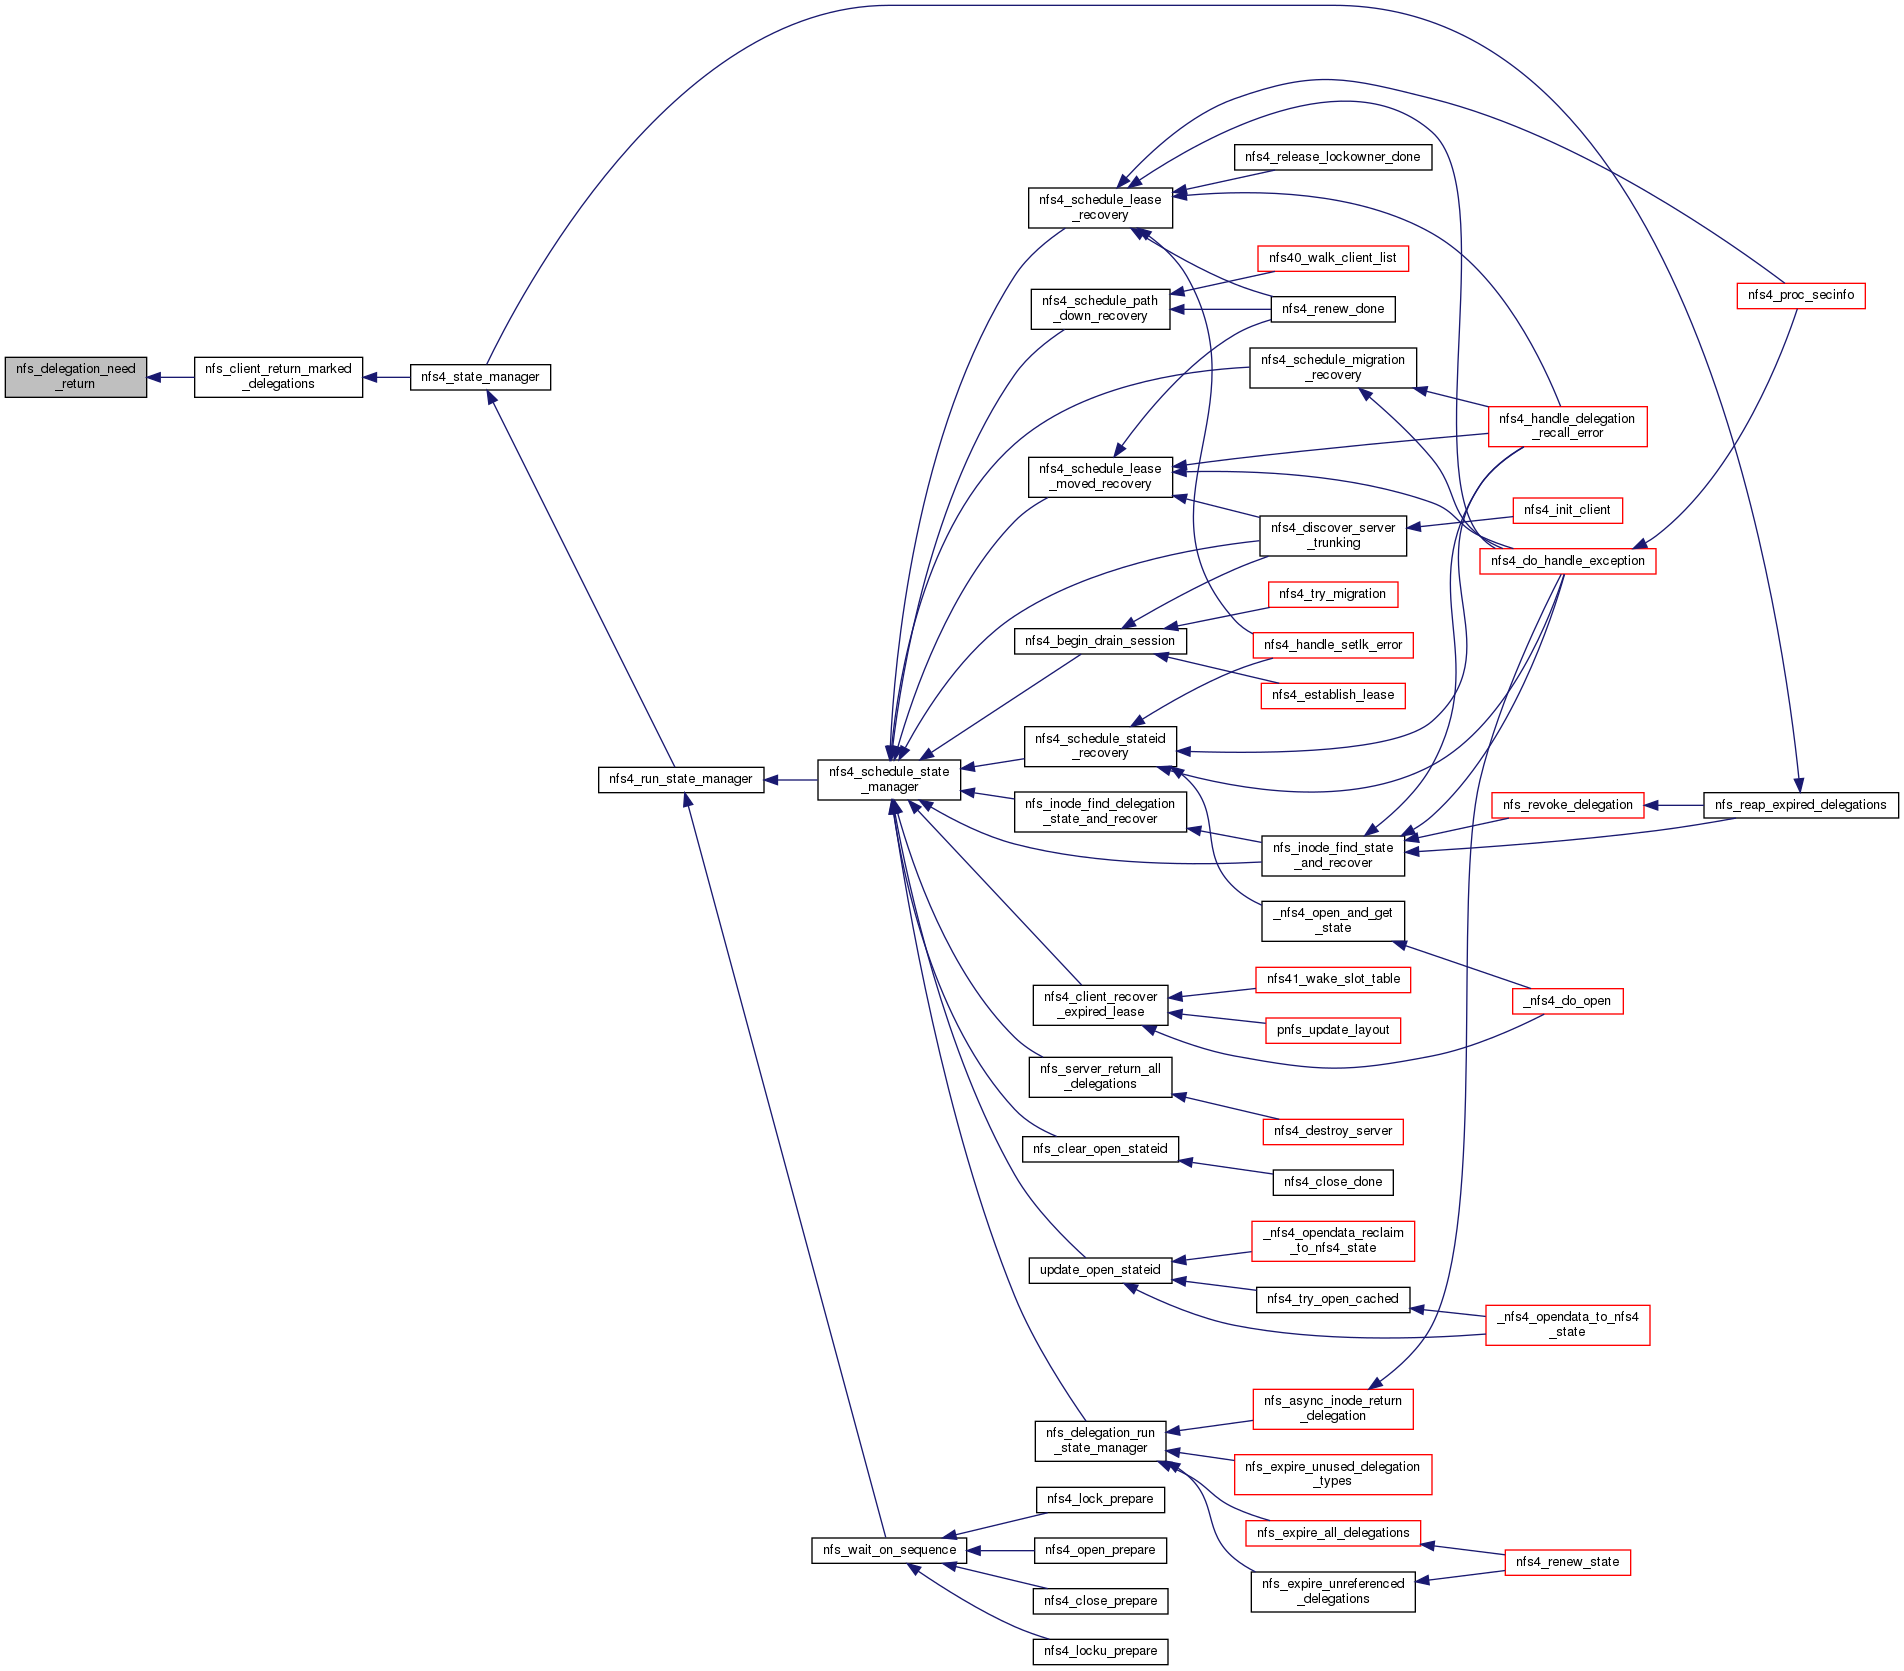 nfs_delegation_need
_return
nfs_client_return_marked
_delegations
nfs4_state_manager
nfs4_run_state_manager
nfs4_schedule_state
_manager
nfs_wait_on_sequence
nfs4_schedule_lease
_recovery
nfs4_schedule_path
_down_recovery
nfs4_schedule_lease
_moved_recovery
nfs4_begin_drain_session
nfs4_schedule_stateid
_recovery
nfs_inode_find_delegation
_state_and_recover
nfs4_client_recover
_expired_lease
nfs_server_return_all
_delegations
nfs_clear_open_stateid
update_open_stateid
nfs_delegation_run
_state_manager
nfs4_lock_prepare
nfs4_open_prepare
nfs4_close_prepare
nfs4_locku_prepare
nfs4_release_lockowner_done
nfs40_walk_client_list
nfs4_renew_done
nfs4_schedule_migration
_recovery
nfs4_discover_server
_trunking
nfs4_try_migration
nfs4_handle_setlk_error
nfs4_establish_lease
nfs_inode_find_state
_and_recover
_nfs4_open_and_get
_state
nfs41_wake_slot_table
pnfs_update_layout
nfs4_destroy_server
nfs4_close_done
_nfs4_opendata_reclaim
_to_nfs4_state
nfs4_try_open_cached
nfs_async_inode_return
_delegation
nfs_expire_unused_delegation
_types
nfs_expire_all_delegations
nfs_expire_unreferenced
_delegations
nfs4_handle_delegation
_recall_error
nfs4_init_client
nfs4_do_handle_exception
nfs_revoke_delegation
_nfs4_do_open
_nfs4_opendata_to_nfs4
_state
nfs4_renew_state
nfs4_proc_secinfo
nfs_reap_expired_delegations